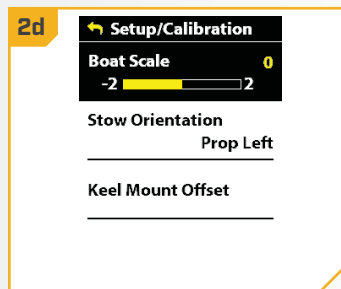 2d
Setup/Calibration
Boat Scale 0
-2 2
Stow Orientation
Prop Left
Keel Mount Offset